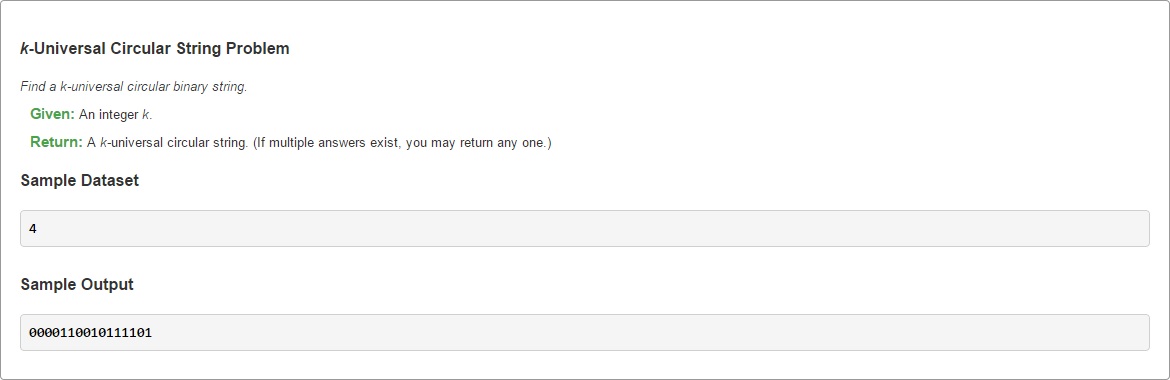 k-Universal Circular String Problem
Find a k-universal circular binary string.
Given: An integer k.
Return: A k-universal circular string. (If multiple answers exist, you may return any one.)
Sample Dataset
4
Sample Output
0000110010111101